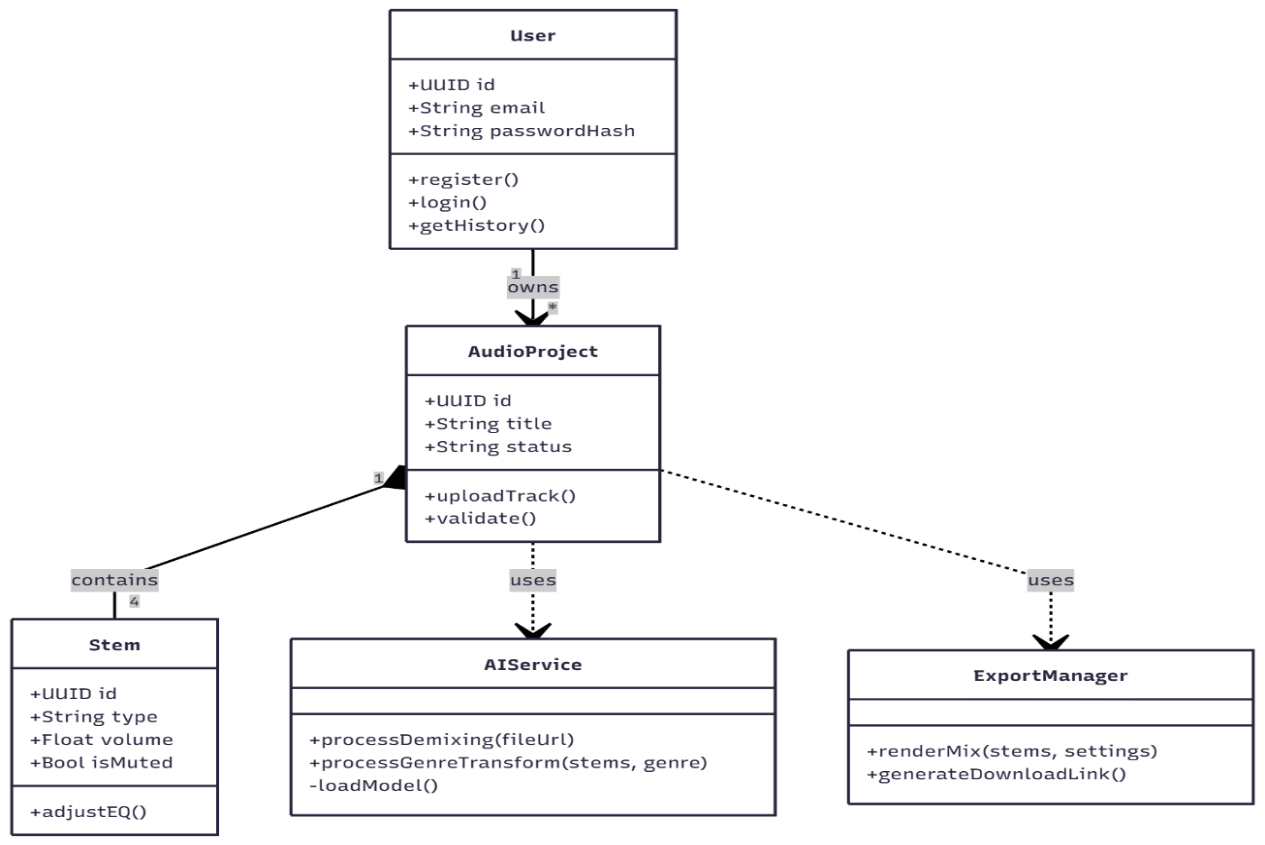 User
+UUID id
+String email
+String passwordHash
+register()
+login()
+getHistory()
1
owns
*
AudioProject
+UUID id
+String title
+String status
+uploadTrack()
+validate()
1
contains
4
uses
uses
Stem
+UUID id
+String type
+Float volume
+Bool isMuted
+adjustEQ()
AIService
+processDemixing(fileUrl)
+processGenreTransform(stems, genre)
-loadModel()
ExportManager
+renderMix(stems, settings)
+generateDownloadLink()